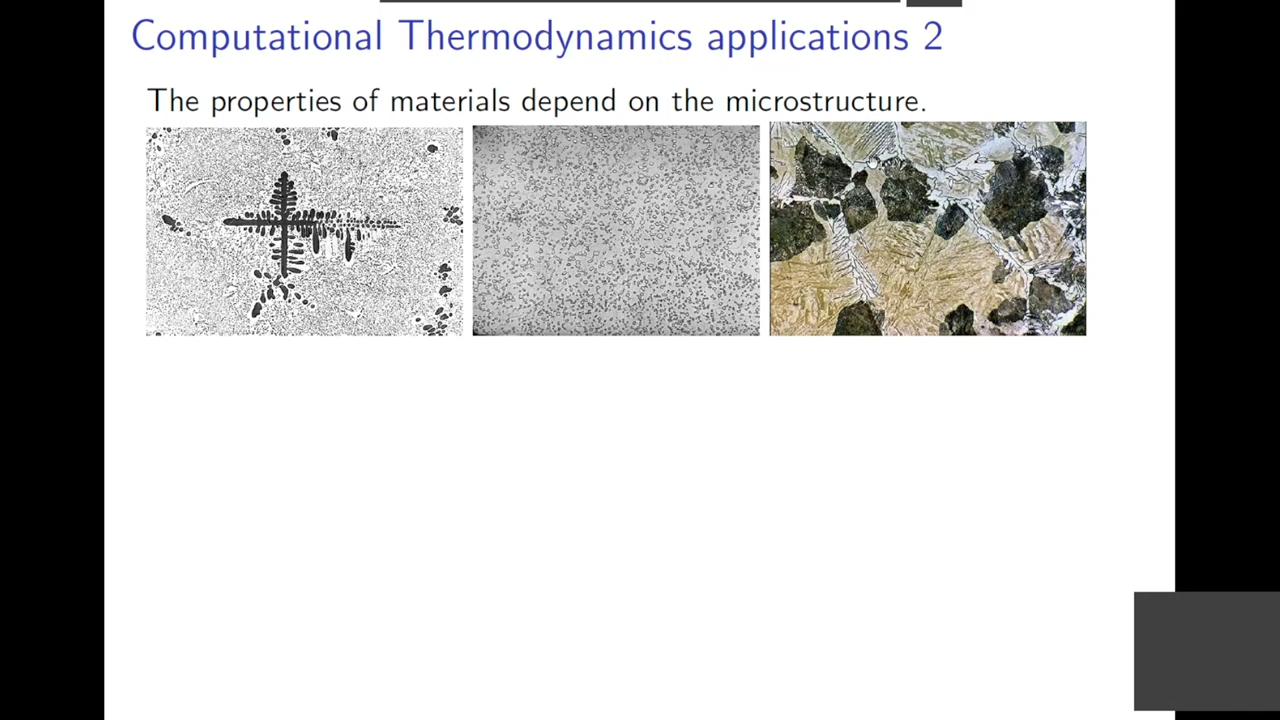 Computational Thermodynamics applications 2
The properties of materials depend on the microstructure.